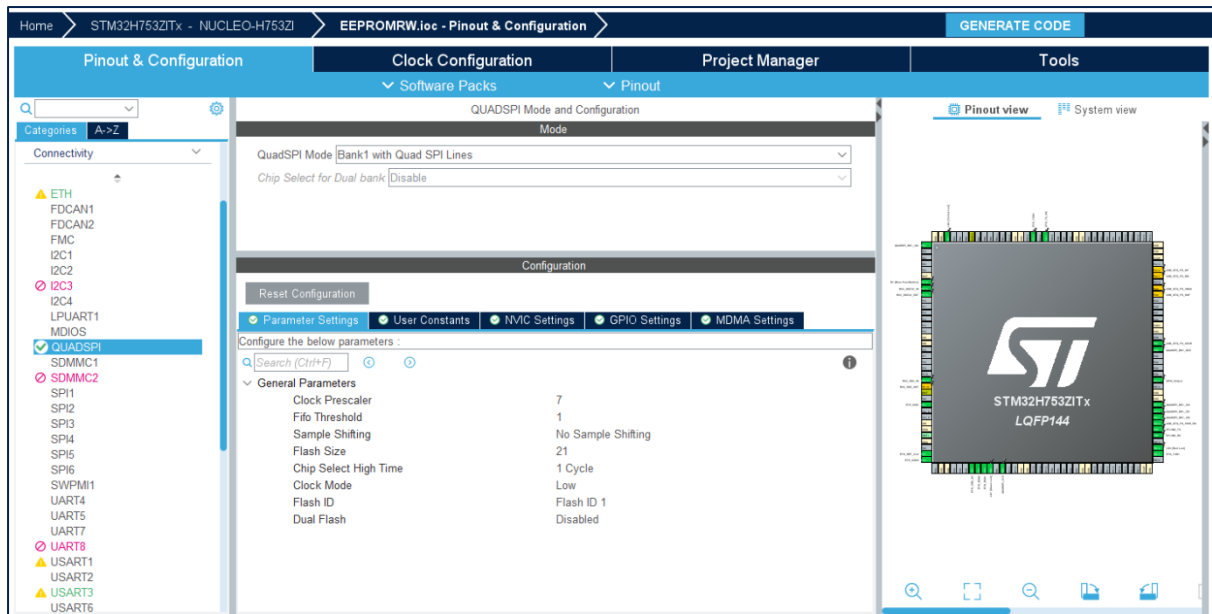 Home STM32H753ZITx - NUCLEO-H753ZI EEPROMRW.ioc - Pinout & Configuration GENERATE CODE
Pinout & Configuration Clock Configuration Project Manager Tools
Software Packs Pinout
QUADSPI Mode and Configuration
Mode
Categories A->Z
Connectivity
ETH
FDCAN1
FDCAN2
FMC
I2C1
I2C2
I2C3
I2C4
LPUART1
MDIOS
QUADSPI
SDMMC1
SDMMC2
SPI1
SPI2
SPI3
SPI4
SPI5
SPI6
SWPMI1
UART4
UART5
UART7
UART8
USART1
USART2
USART3
USART6
QuadSPI Mode Bank1 with Quad SPI Lines
Chip Select for Dual bank Disable
Configuration
Reset Configuration
Parameter Settings User Constants NVIC Settings GPIO Settings MDMA Settings
Configure the below parameters :
Search (Ctrl+F)
General Parameters
Clock Prescaler 7
Fifo Threshold 1
Sample Shifting No Sample Shifting
Flash Size 21
Chip Select High Time 1 Cycle
Clock Mode Low
Flash ID Flash ID 1
Dual Flash Disabled
Pinout view System view
STM32H753ZITx
LQFP144